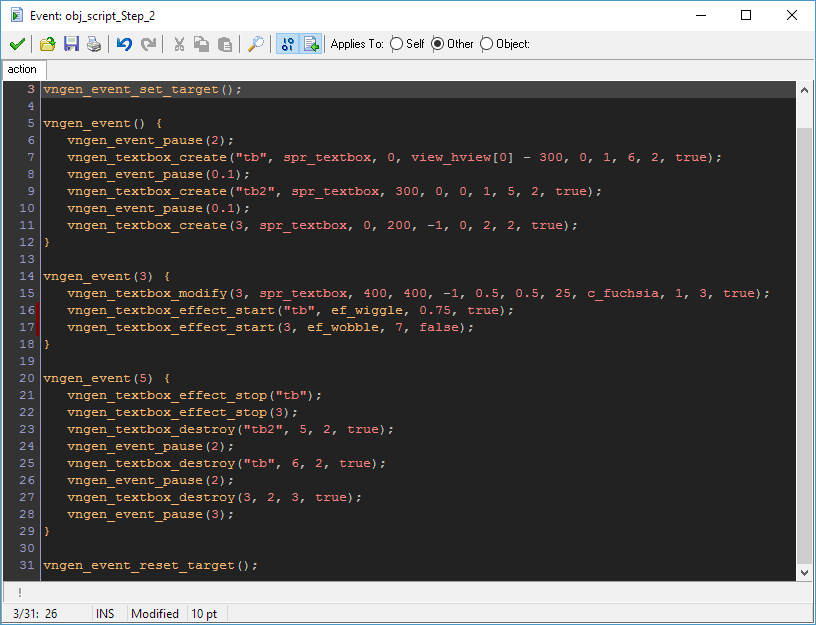 Event: obj_script_Step_2
Applies To: Self Other Object:
action
3 vngen_event_set_target();
4
5 vngen_event() {
6 vngen_event_pause(2);
7 vngen_textbox_create("tb", spr_textbox, 0, view_hview[0] - 300, 0, 1, 6, 2, true);
8 vngen_event_pause(0.1);
9 vngen_textbox_create("tb2", spr_textbox, 300, 0, 0, 1, 5, 2, true);
10 vngen_event_pause(0.1);
11 vngen_textbox_create(3, spr_textbox, 0, 200, -1, 0, 2, 2, true);
12 }
13
14 vngen_event(3) {
15 vngen_textbox_modify(3, spr_textbox, 400, 400, -1, 0.5, 0.5, 25, c_fuchsia, 1, 3, true);
16 vngen_textbox_effect_start("tb", ef_wiggle, 0.75, true);
17 vngen_textbox_effect_start(3, ef_wobble, 7, false);
18 }
19
20 vngen_event(5) {
21 vngen_textbox_effect_stop("tb");
22 vngen_textbox_effect_stop(3);
23 vngen_textbox_destroy("tb2", 5, 2, true);
24 vngen_event_pause(2);
25 vngen_textbox_destroy("tb", 6, 2, true);
26 vngen_event_pause(2);
27 vngen_textbox_destroy(3, 2, 3, true);
28 vngen_event_pause(3);
29 }
30
31 vngen_event_reset_target();
!
3/31: 26 INS Modified 10 pt